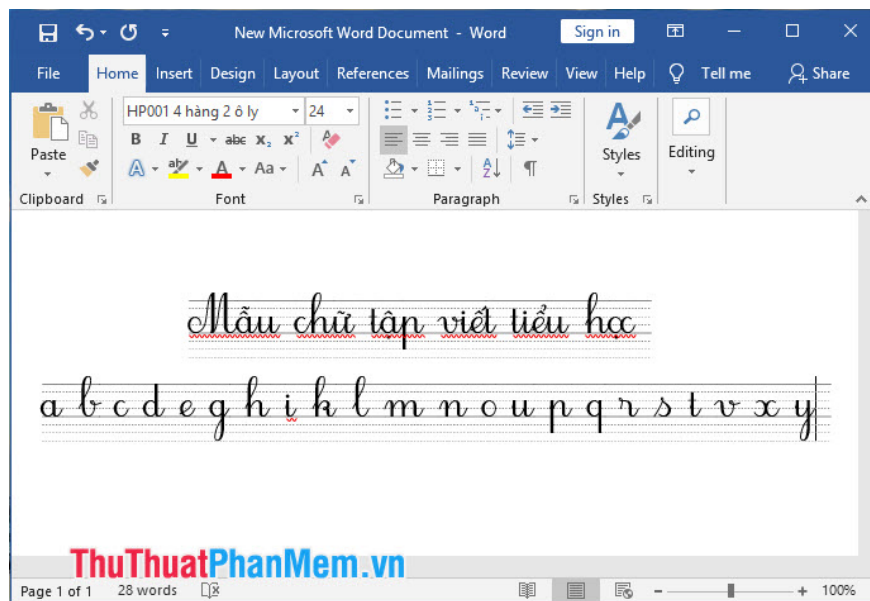 New Microsoft Word Document - Word
Sign in
File Home Insert Design Layout References Mailings Review View Help Tell me Share
HP001 4 hàng 2 ô ly 24
B I U abc X₂ X²
Paste
A aby A Aa A A
Styles
Editing
Clipboard Font Paragraph Styles
Mẫu chữ tập viết tiểu học
a b c d e g h i k l m n o u p q r s t v x y
ThuThuatPhanMem.vn
Page 1 of 1 28 words 100%